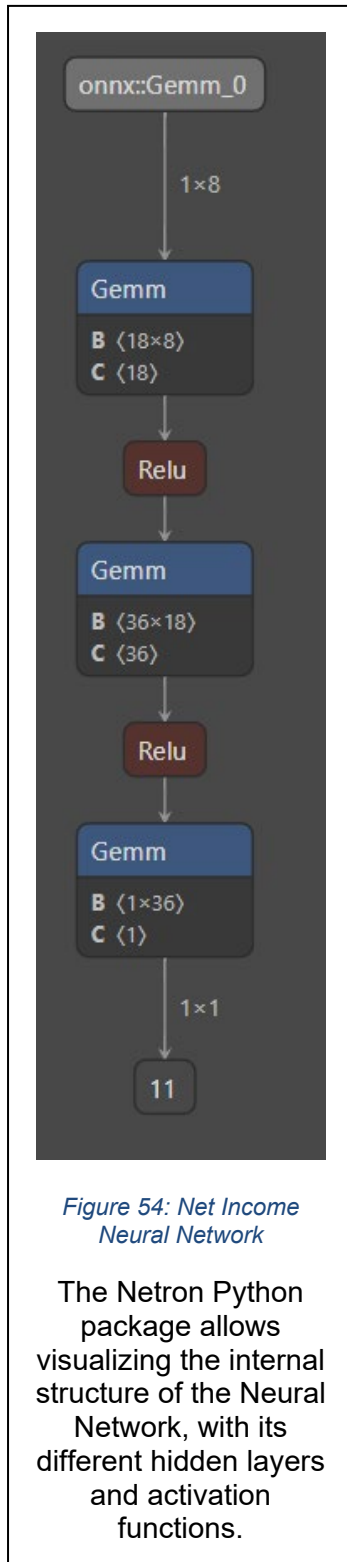 onnx::Gemm_0
1×8
Gemm
B ⟨18×8⟩
C ⟨18⟩
Relu
Gemm
B ⟨36×18⟩
C ⟨36⟩
Relu
Gemm
B ⟨1×36⟩
C ⟨1⟩
1×1
11
Figure 54: Net Income
Neural Network
The Netron Python
package allows
visualizing the internal
structure of the Neural
Network, with its
different hidden layers
and activation
functions.